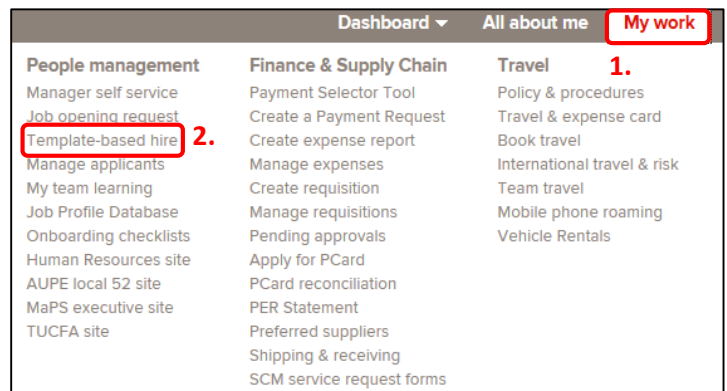 Dashboard All about me My work
1.
People management
Manager self service
Job opening request
Template-based hire
2.
Manage applicants
My team learning
Job Profile Database
Onboarding checklists
Human Resources site
AUPE local 52 site
MaPS executive site
TUCFA site
Finance & Supply Chain
Payment Selector Tool
Create a Payment Request
Create expense report
Manage expenses
Create requisition
Manage requisitions
Pending approvals
Apply for PCard
PCard reconciliation
PER Statement
Preferred suppliers
Shipping & receiving
SCM service request forms
Travel
Policy & procedures
Travel & expense card
Book travel
International travel & risk
Team travel
Mobile phone roaming
Vehicle Rentals